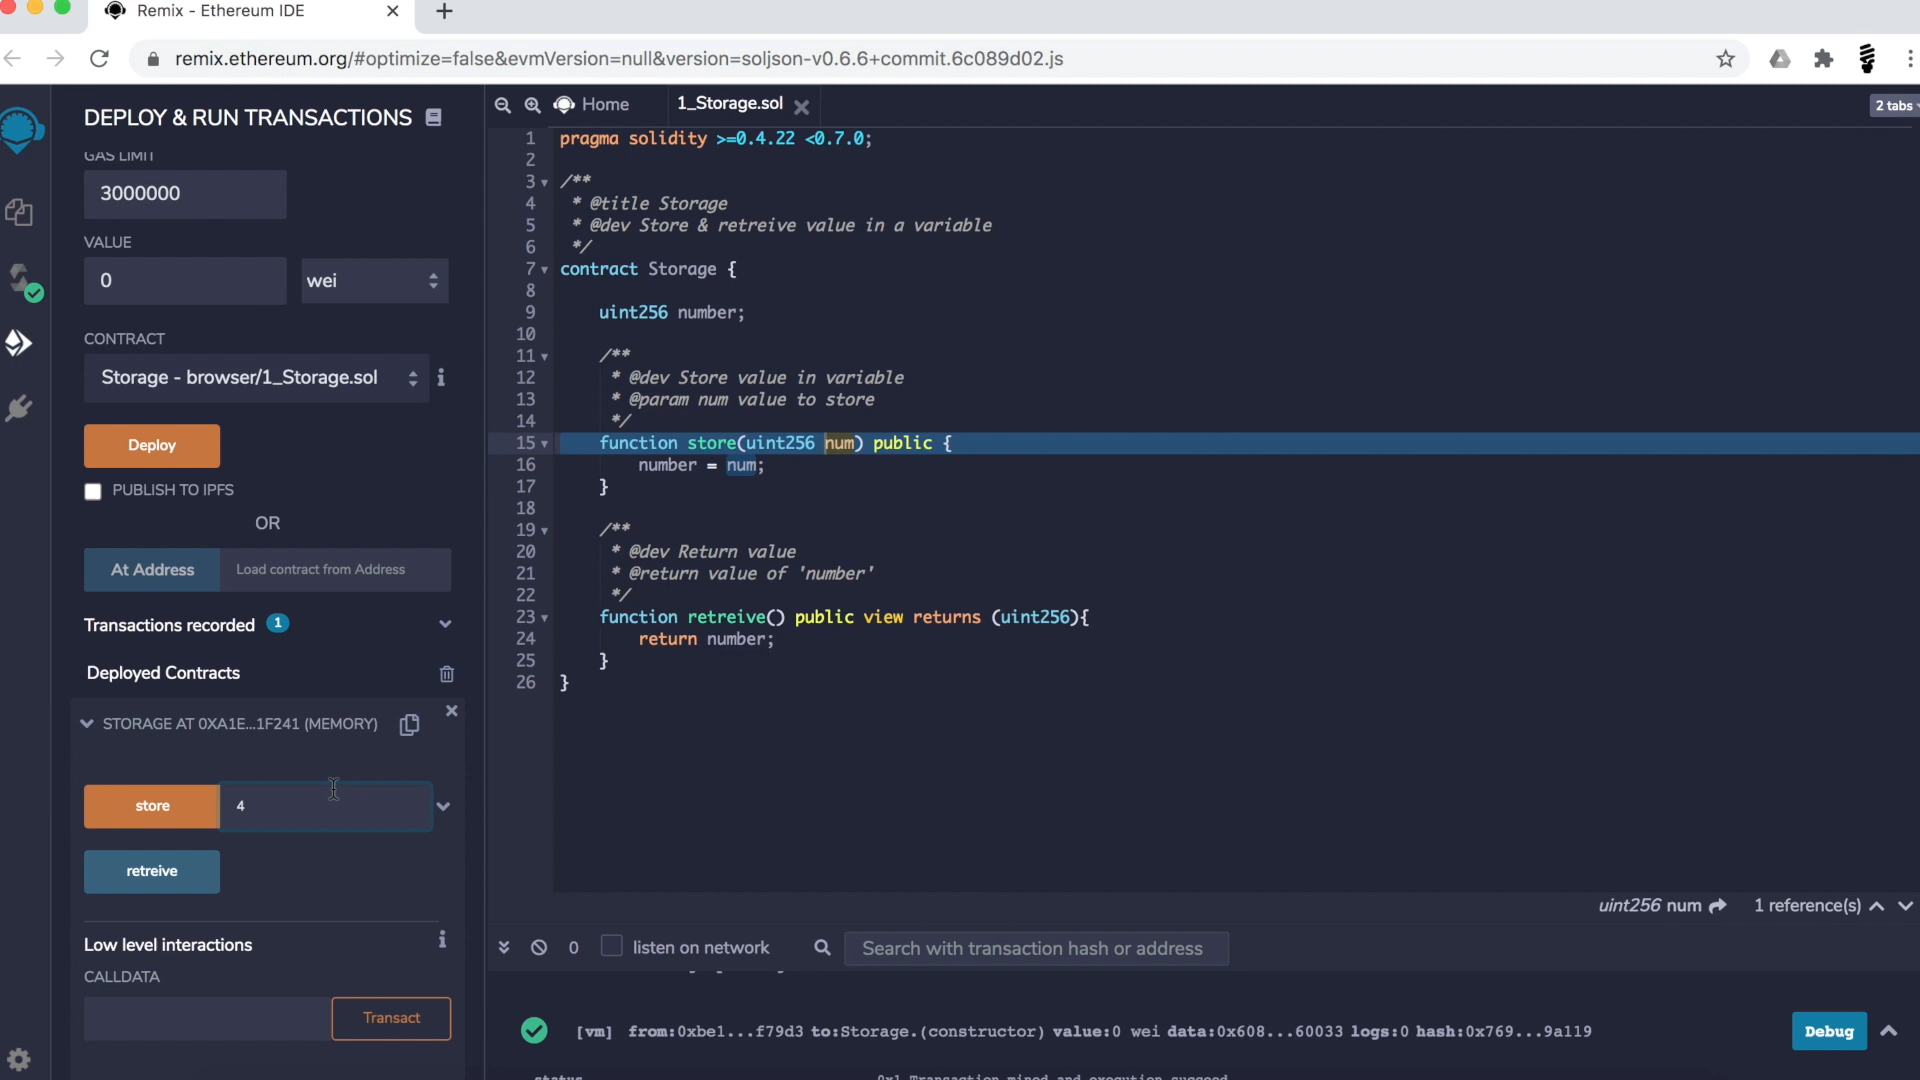 Remix - Ethereum IDE
remix.ethereum.org/#optimize=false&evmVersion=null&version=soljson-v0.6.6+commit.6c089d02.js
DEPLOY & RUN TRANSACTIONS
GAS LIMIT
3000000
VALUE
0 wei
CONTRACT
Storage - browser/1_Storage.sol
Deploy
PUBLISH TO IPFS
OR
At Address Load contract from Address
Transactions recorded 1
Deployed Contracts
STORAGE AT 0XA1E...1F241 (MEMORY)
store 4
retreive
Low level interactions
CALLDATA
Transact
Home 1_Storage.sol
2 tabs
1 pragma solidity >=0.4.22 <0.7.0;
2
3 /**
4 * @title Storage
5 * @dev Store & retreive value in a variable
6 */
7 contract Storage {
8
9 uint256 number;
10
11 /**
12 * @dev Store value in variable
13 * @param num value to store
14 */
15 function store(uint256 num) public {
16 number = num;
17 }
18
19 /**
20 * @dev Return value
21 * @return value of 'number'
22 */
23 function retreive() public view returns (uint256){
24 return number;
25 }
26 }
uint256 num 1 reference(s)
0 listen on network Search with transaction hash or address
[vm] from:0xbe1...f79d3 to:Storage.(constructor) value:0 wei data:0x608...60033 logs:0 hash:0x769...9a119
Debug
status 0x1 Transaction mined and execution succeed